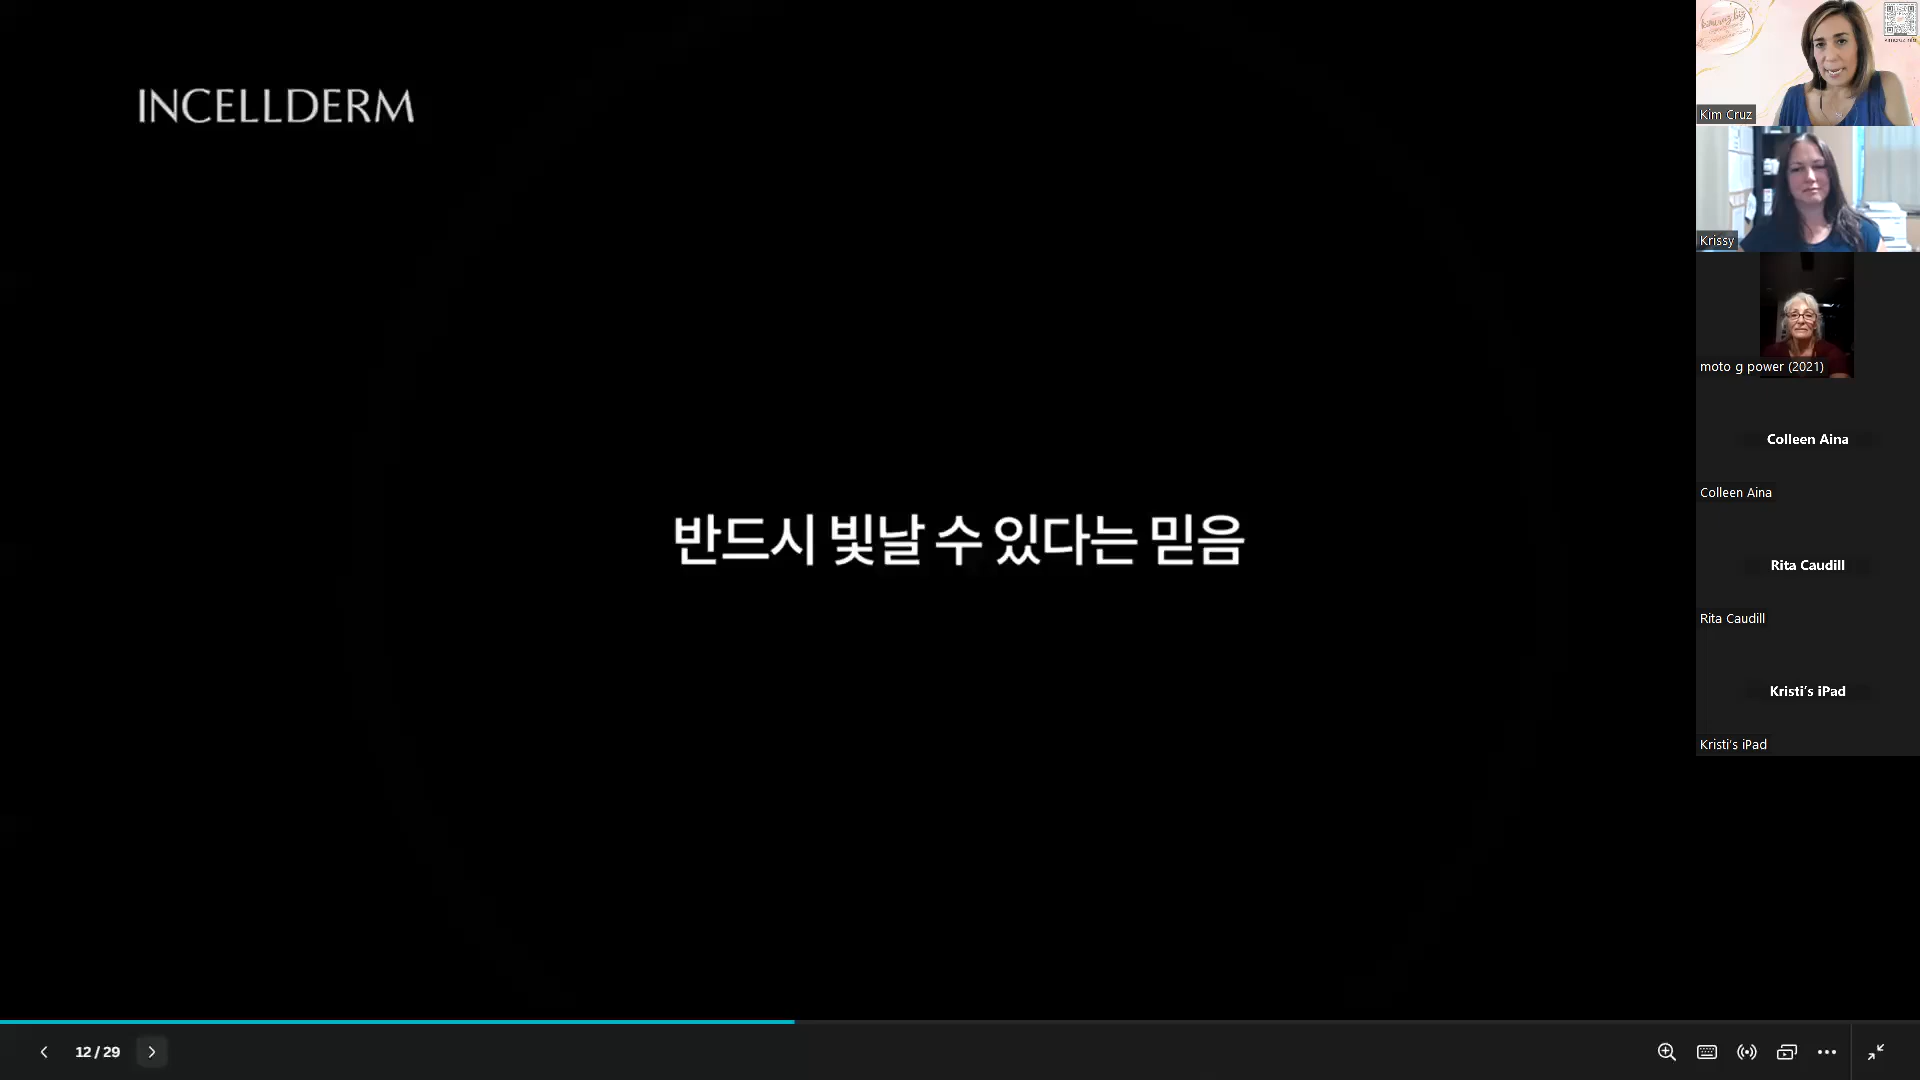 INCELLDERM
반드시 빛날 수 있다는 믿음
Kim Cruz
Krissy
moto g power (2021)
Colleen Aina
Colleen Aina
Rita Caudill
Rita Caudill
Kristi's iPad
Kristi's iPad
12 / 29